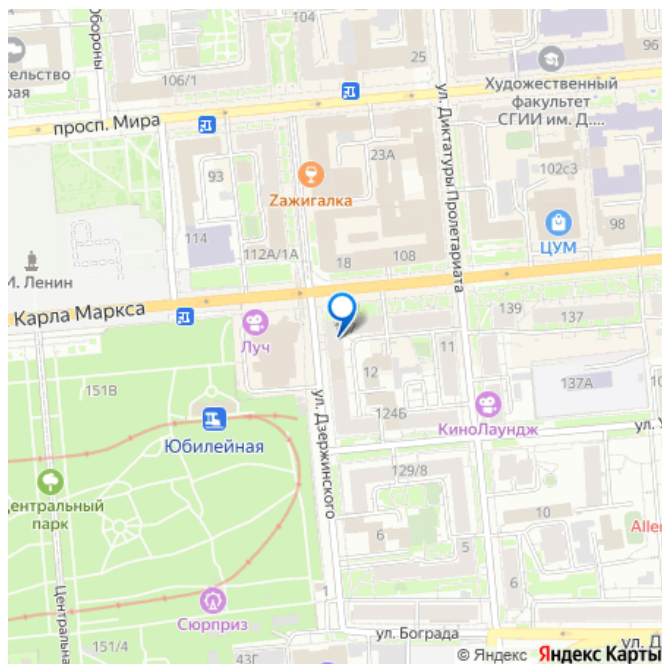 Обороны
104
25
96
тельство
рая
106/1
Художественный
факультет
СГИИ им. Д....
просп. Мира
ул. Диктатуры Пролетариата
23А
102с3
93
Zажигалка
98
ЦУМ
114
112А/1А
18
108
И. Ленин
Карла Маркса
139
137
Луч
11
12
137А
151В
124Б
КиноЛаундж
Юбилейная
ул. Дзержинского
ул. У
129/8
Центральный
парк
10
6
Aller
5
6
Центральная
Сюрприз
1
ул. Бограда
151/4
43Г
ул. Д
© Яндекс Яндекс Карты